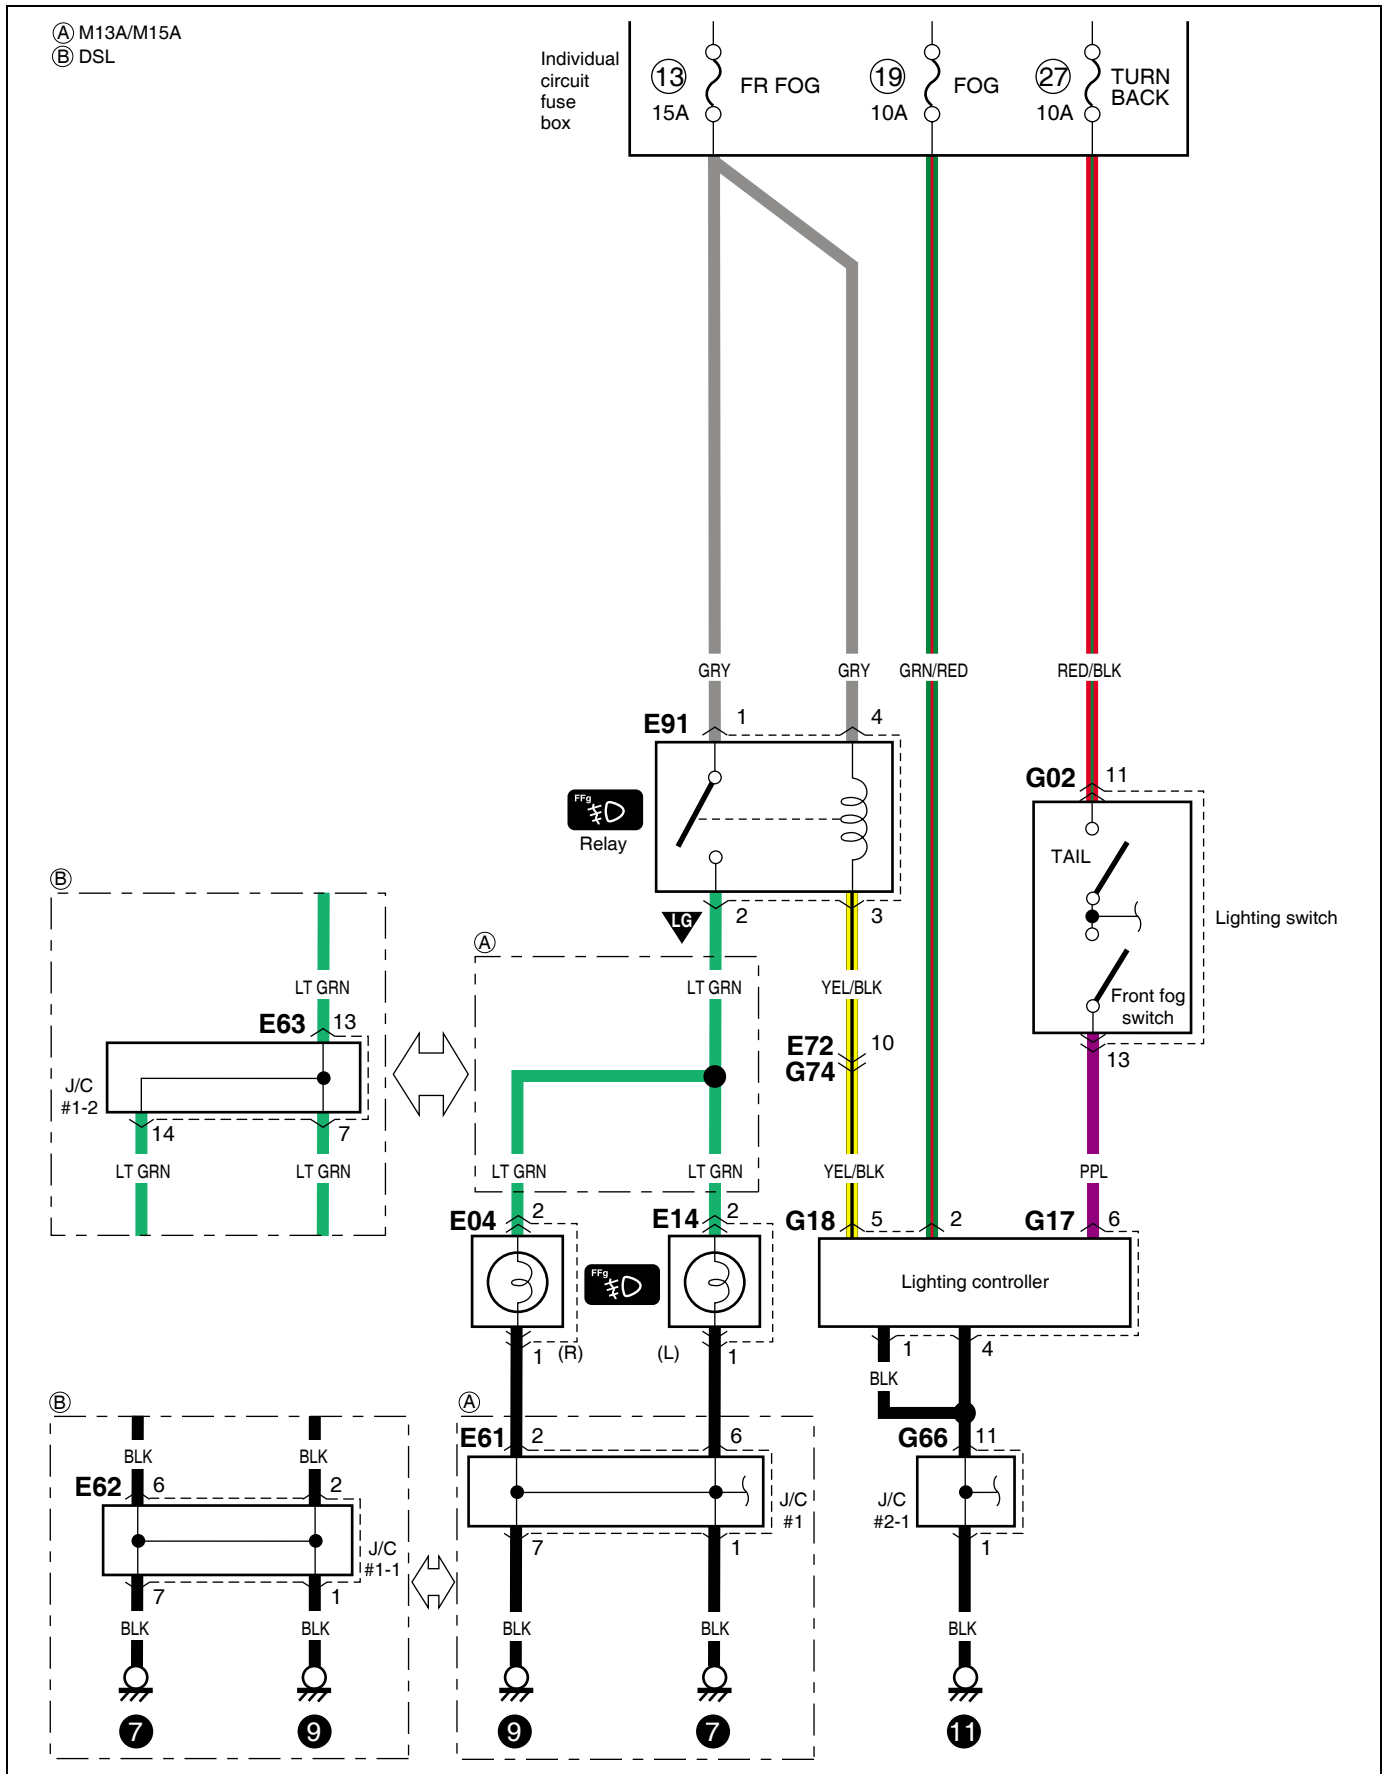 A M13A/M15A
B DSL
Individual
circuit
fuse
box
13
15A
FR FOG
19
10A
FOG
27
10A
TURN
BACK
GRY
GRY
GRN/RED
RED/BLK
E91
1
4
G02
11
FFg
Relay
TAIL
Lighting switch
Front fog
switch
LG
2
3
13
B
A
LT GRN
LT GRN
YEL/BLK
E63
13
E72
10
G74
J/C
#1-2
14
7
LT GRN
LT GRN
LT GRN
LT GRN
YEL/BLK
PPL
E04
2
E14
2
G18
5
2
G17
6
FFg
Lighting controller
1
(R)
(L)
1
1
4
BLK
B
A
BLK
BLK
E62
6
2
E61
2
6
G66
11
J/C
#1-1
J/C
#1
J/C
#2-1
7
1
7
1
1
BLK
BLK
BLK
BLK
BLK
7
9
9
7
11